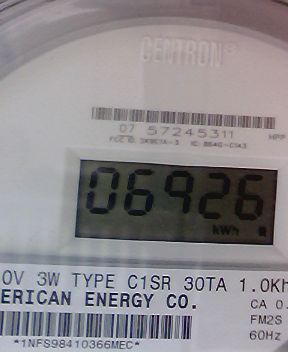 CENTRON®
07 57245311
06926
kWh
0V 3W TYPE C1SR 30TA 1.0Kh
ERICAN ENERGY CO.
CA 0.
FM2S
60Hz
*1NFS98410366MEC*